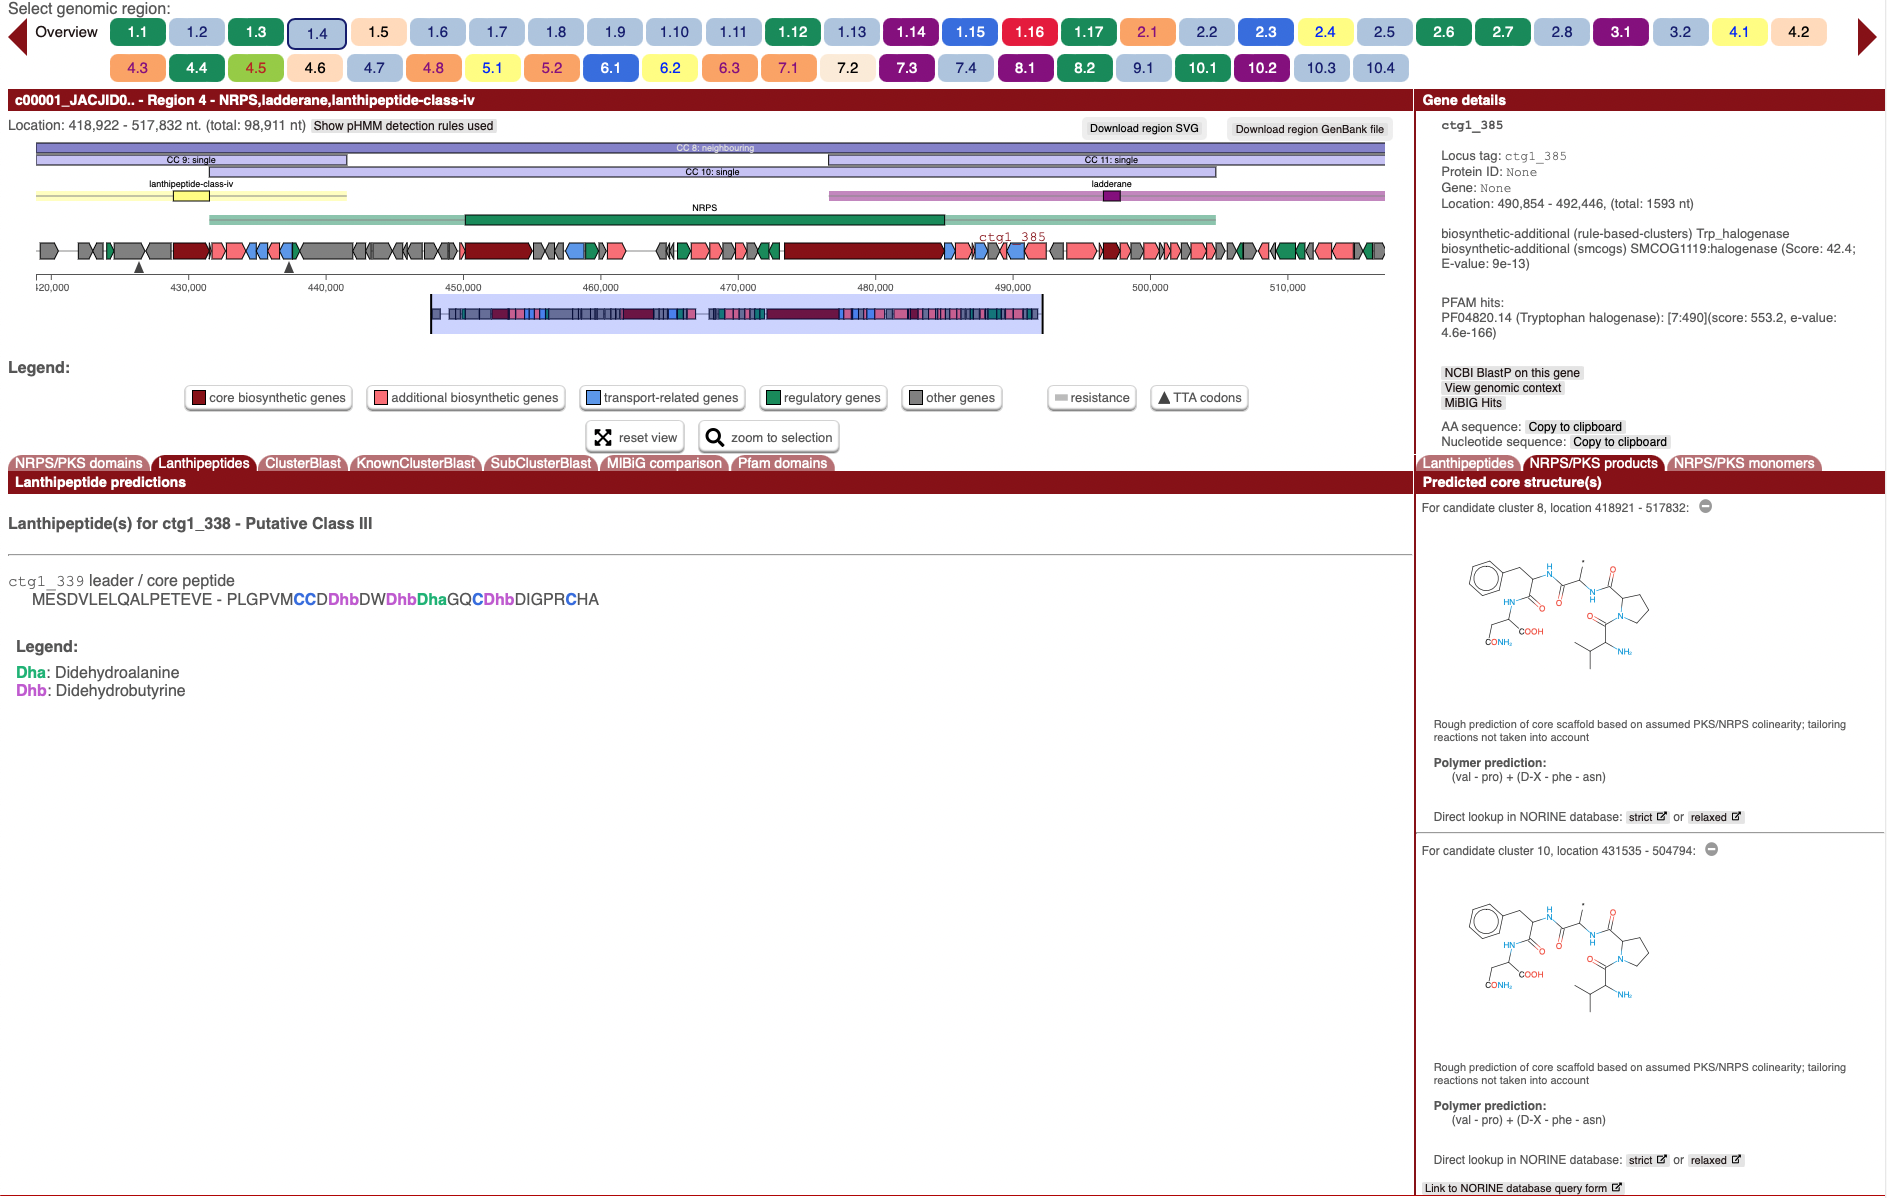 Select genomic region:
Overview 1.1 1.2 1.3 1.4 1.5 1.6 1.7 1.8 1.9 1.10 1.11 1.12 1.13 1.14 1.15 1.16 1.17 2.1 2.2 2.3 2.4 2.5 2.6 2.7 2.8 3.1 3.2 4.1 4.2
4.3 4.4 4.5 4.6 4.7 4.8 5.1 5.2 6.1 6.2 6.3 7.1 7.2 7.3 7.4 8.1 8.2 9.1 10.1 10.2 10.3 10.4
c00001_JACJID0.. - Region 4 - NRPS,ladderane,lanthipeptide-class-iv
Location: 418,922 - 517,832 nt. (total: 98,911 nt) Show pHMM detection rules used
Download region SVG Download region GenBank file
CC 8: neighbouring
CC 9: single CC 11: single
CC 10: single
lanthipeptide-class-iv ladderane
NRPS
ctg1_385
420,000 430,000 440,000 450,000 460,000 470,000 480,000 490,000 500,000 510,000
Legend:
core biosynthetic genes additional biosynthetic genes transport-related genes regulatory genes other genes resistance TTA codons
reset view zoom to selection
NRPS/PKS domains Lanthipeptides ClusterBlast KnownClusterBlast SubClusterBlast MIBiG comparison Pfam domains
Lanthipeptide predictions
Lanthipeptide(s) for ctg1_338 - Putative Class III
ctg1_339 leader / core peptide
MESDVLELQALPETEVE - PLGPVMCCDDhbDWDhbDhaGQCDhbDIGPRCHA
Legend:
Dha: Didehydroalanine
Dhb: Didehydrobutyrine
Gene details
ctg1_385
Locus tag: ctg1_385
Protein ID: None
Gene: None
Location: 490,854 - 492,446, (total: 1593 nt)
biosynthetic-additional (rule-based-clusters) Trp_halogenase
biosynthetic-additional (smcogs) SMCOG1119:halogenase (Score: 42.4;
E-value: 9e-13)
PFAM hits:
PF04820.14 (Tryptophan halogenase): [7:490](score: 553.2, e-value:
4.6e-166)
NCBI BlastP on this gene
View genomic context
MiBIG Hits
AA sequence: Copy to clipboard
Nucleotide sequence: Copy to clipboard
Lanthipeptides NRPS/PKS products NRPS/PKS monomers
Predicted core structure(s)
For candidate cluster 8, location 418921 - 517832:
H
N * O
HN O O N
H N
O
COOH
CONH2 NH2
Rough prediction of core scaffold based on assumed PKS/NRPS colinearity; tailoring
reactions not taken into account
Polymer prediction:
(val - pro) + (D-X - phe - asn)
Direct lookup in NORINE database: strict or relaxed
For candidate cluster 10, location 431535 - 504794:
H
N * O
HN O O N
H N
O
COOH
CONH2 NH2
Rough prediction of core scaffold based on assumed PKS/NRPS colinearity; tailoring
reactions not taken into account
Polymer prediction:
(val - pro) + (D-X - phe - asn)
Direct lookup in NORINE database: strict or relaxed
Link to NORINE database query form